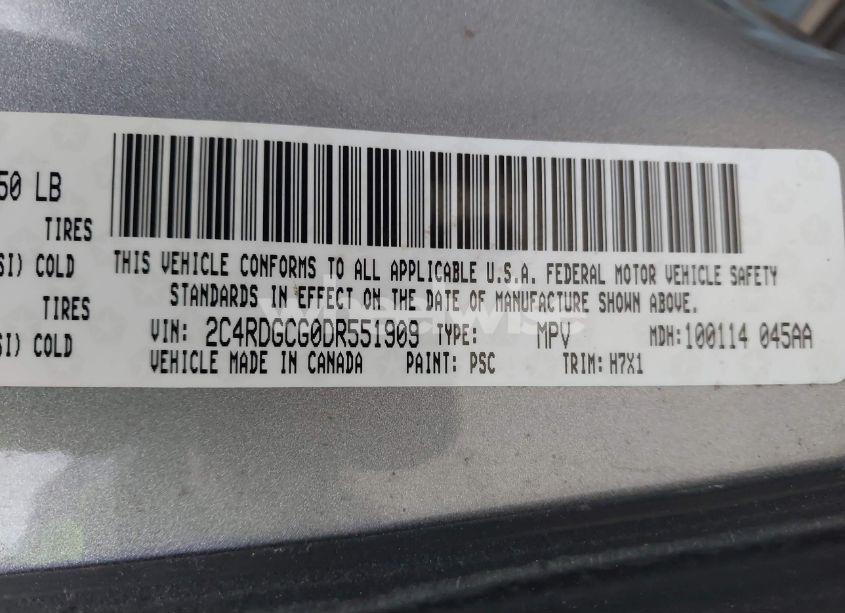 50 LB
TIRES
SI) COLD
TIRES
SI) COLD
THIS VEHICLE CONFORMS TO ALL APPLICABLE U.S.A. FEDERAL MOTOR VEHICLE SAFETY
STANDARDS IN EFFECT ON THE DATE OF MANUFACTURE SHOWN ABOVE.
VIN: 2C4RDGCG0DR551909 TYPE: MPV MDH:100114 045AA
VEHICLE MADE IN CANADA PAINT: PSC TRIM: H7X1